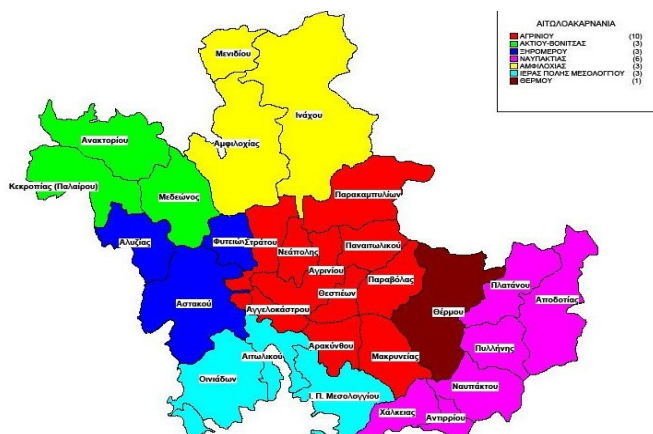 ΑΙΤΩΛΟΑΚΑΡΝΑΝΙΑ
ΑΓΡΙΝΙΟΥ (10)
ΑΚΤΙΟΥ-ΒΟΝΙΤΣΑΣ (3)
ΞΗΡΟΜΕΡΟΥ (3)
ΝΑΥΠΑΚΤΙΑΣ (6)
ΑΜΦΙΛΟΧΙΑΣ (3)
ΙΕΡΑΣ ΠΟΛΗΣ ΜΕΣΟΛΟΓΓΙΟΥ (3)
ΘΕΡΜΟΥ (1)
Μενιδίου
Ινάχου
Αμφιλοχίας
Ανακτορίου
Κεκροπίας (Παλαίρου)
Μεδεώνος
Παρακαμπυλίων
Αλυζίας
Φυτειών
Στράτου
Νεάπολης
Παναιτωλικού
Αγρινίου
Παραβόλας
Θεστιέων
Πλατάνου
Αποδοτίας
Αστακού
Αγγελοκάστρου
Θέρμου
Αρακύνθου
Μακρυνείας
Πυλλήνης
Αιτωλικού
Οινιάδων
Ι. Π. Μεσολογγίου
Ναυπάκτου
Χάλκειας
Αντιρρίου